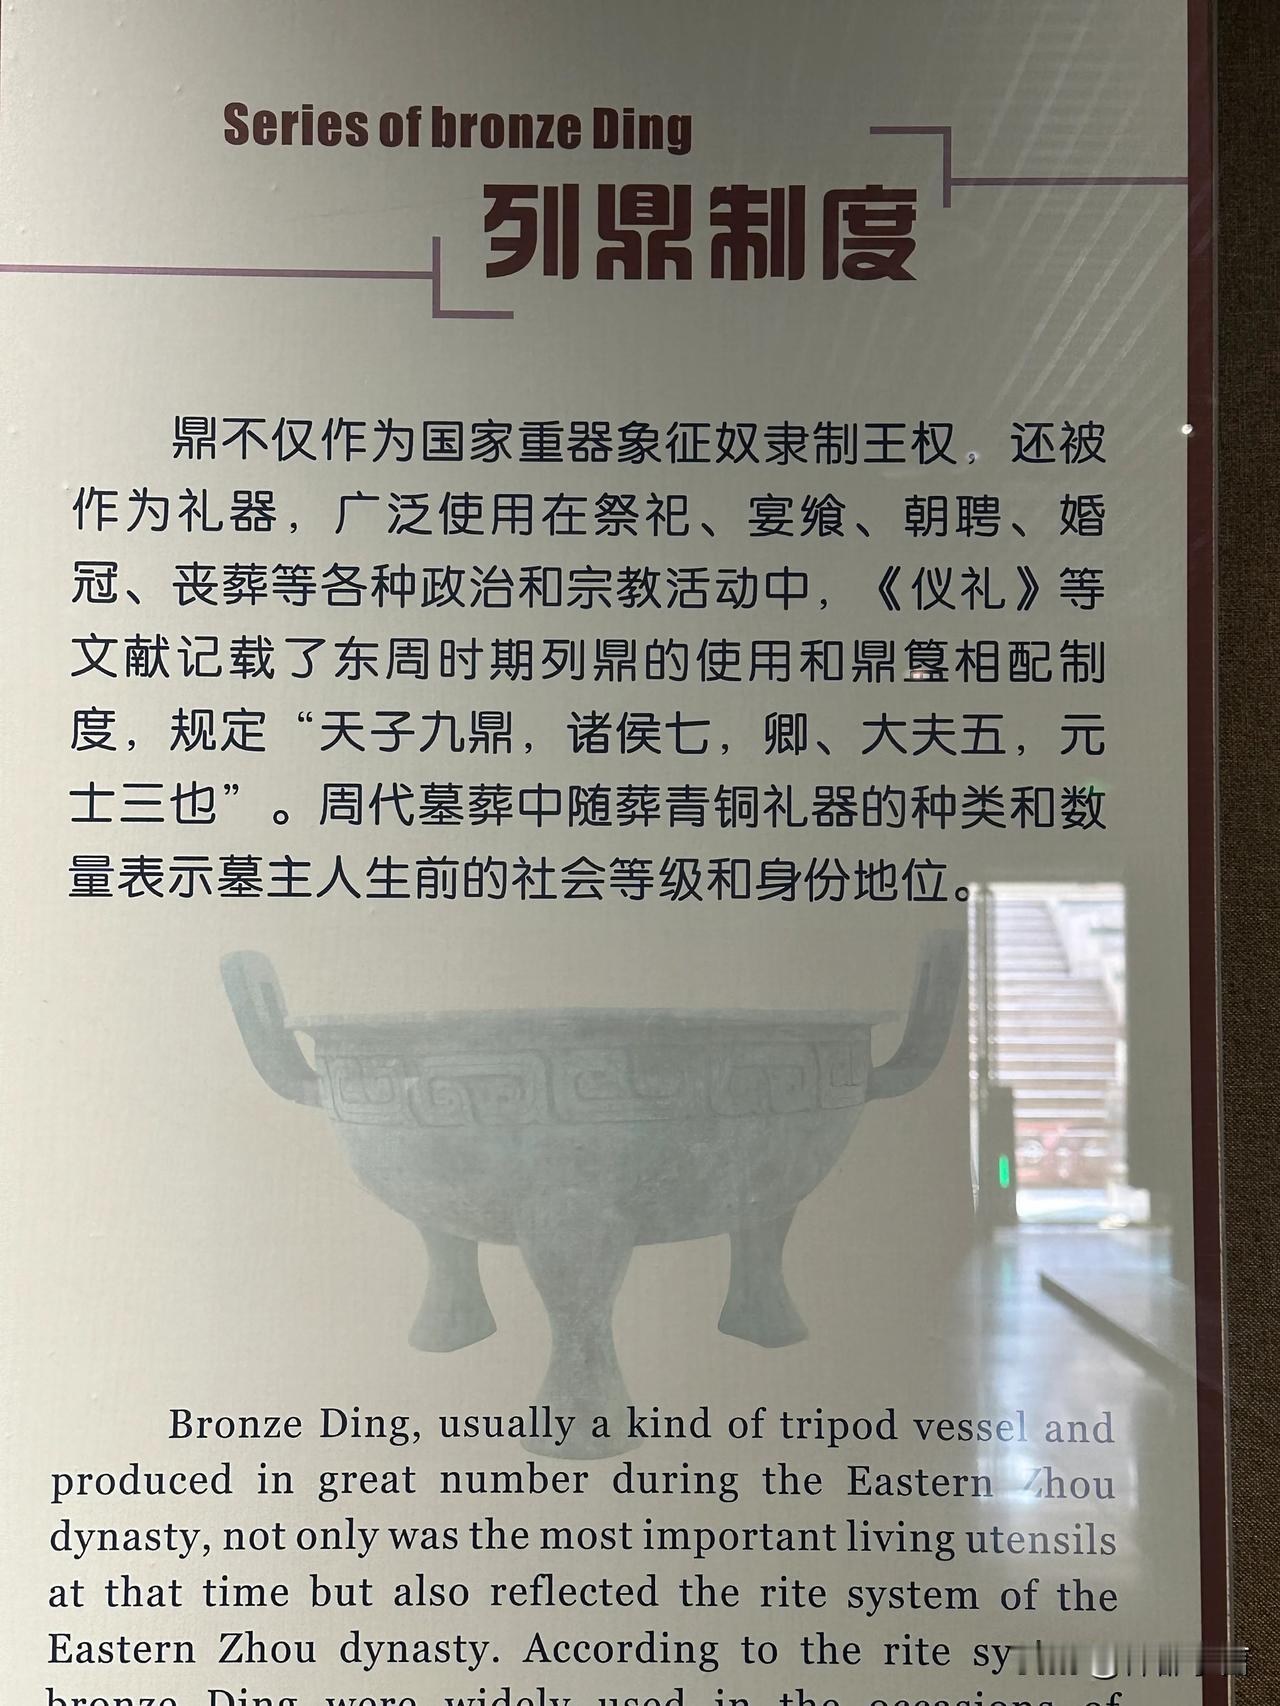 Series of bronze Ding
列鼎制度
鼎不仅作为国家重器象征奴隶制王权，还被
作为礼器，广泛使用在祭祀、宴飨、朝聘、婚
冠、丧葬等各种政治和宗教活动中，《仪礼》等
文献记载了东周时期列鼎的使用和鼎簋相配制
度，规定“天子九鼎，诸侯七，卿、大夫五，元
士三也”。周代墓葬中随葬青铜礼器的种类和数
量表示墓主人生前的社会等级和身份地位。
Bronze Ding, usually a kind of tripod vessel and
produced in great number during the Eastern Zhou
dynasty, not only was the most important living utensils
at that time but also reflected the rite system of the
Eastern Zhou dynasty. According to the rite
bronze Ding were widely used in the occasions of